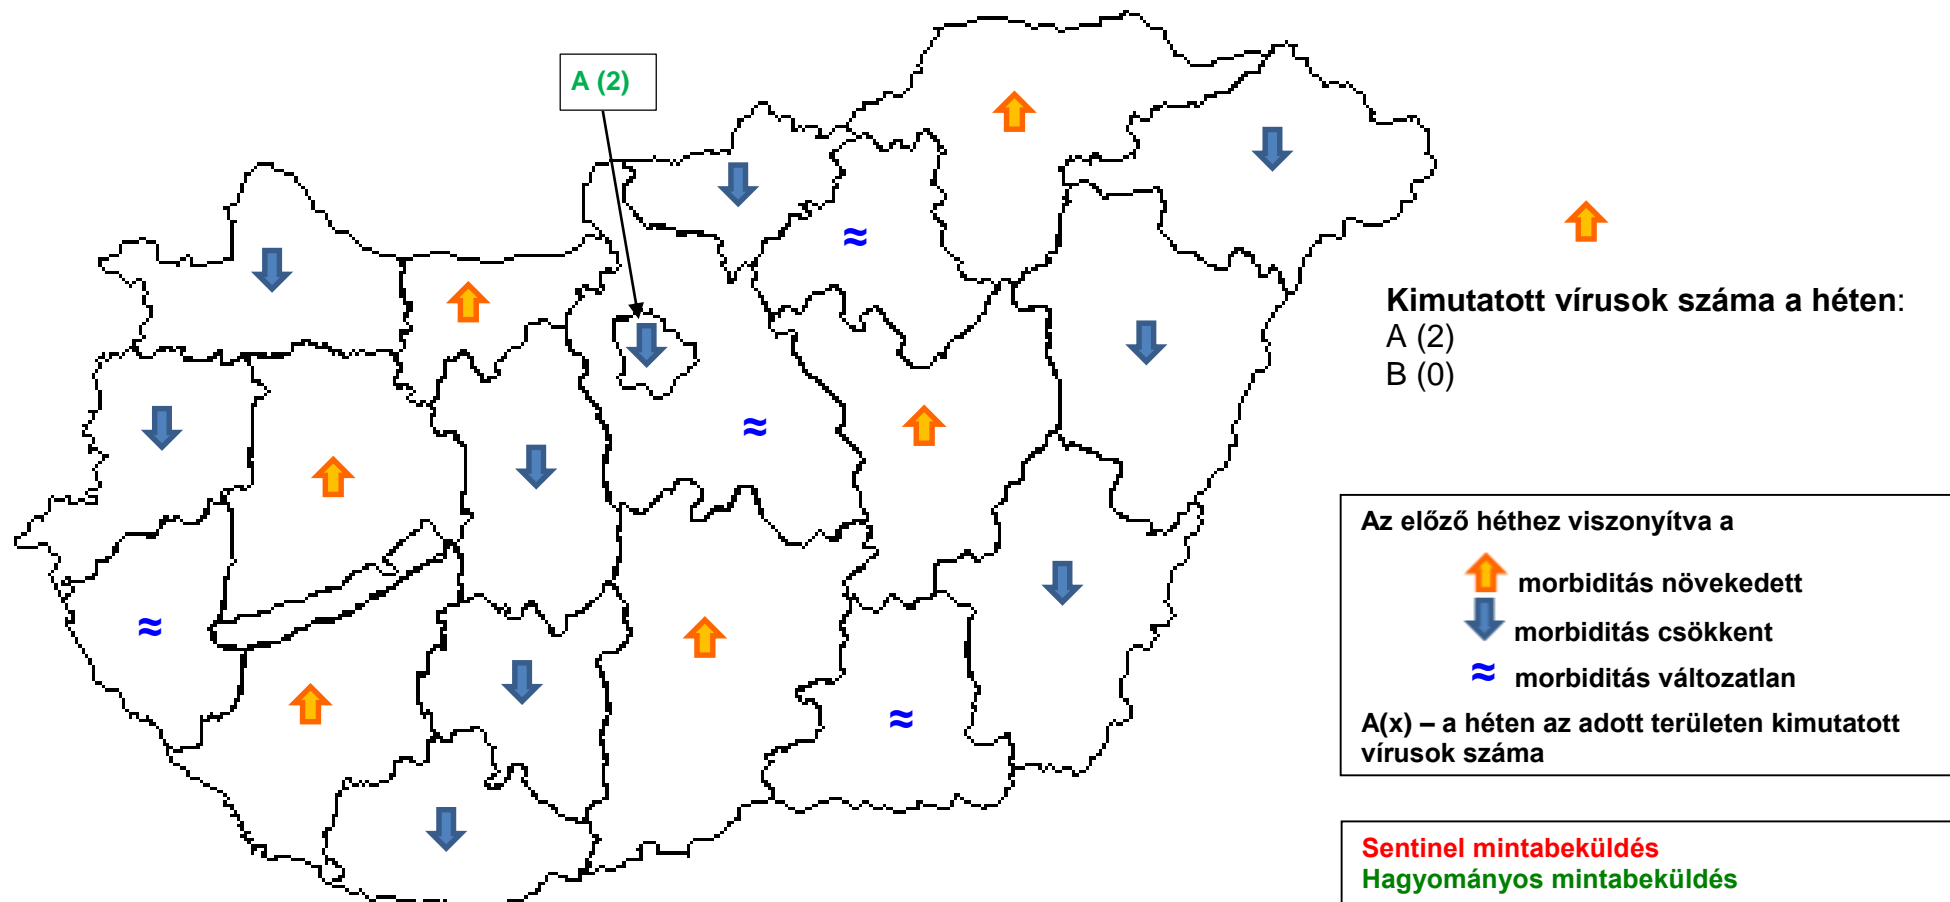 A (2)
Kimutatott vírusok száma a héten:
A (2)
B (0)
Az előző héthez viszonyítva a
morbiditás növekedett
morbiditás csökkent
≈ morbiditás változatlan
A(x) – a héten az adott területen kimutatott
vírusok száma
Sentinel mintabeküldés
Hagyományos mintabeküldés